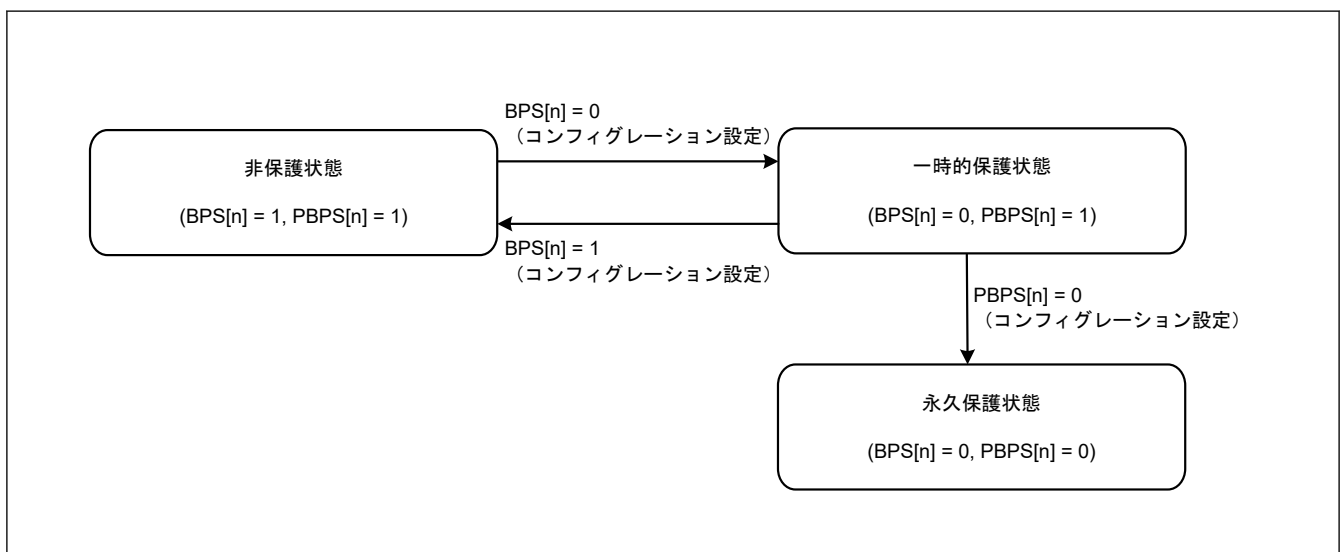 BPS[n] = 0
（コンフィグレーション設定）
非保護状態
(BPS[n] = 1, PBPS[n] = 1)
一時的保護状態
(BPS[n] = 0, PBPS[n] = 1)
BPS[n] = 1
（コンフィグレーション設定）
PBPS[n] = 0
（コンフィグレーション設定）
永久保護状態
(BPS[n] = 0, PBPS[n] = 0)